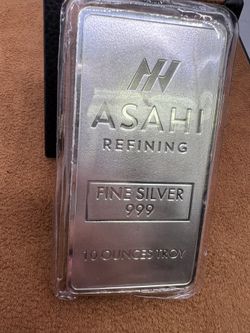 ASAHI
REFINING
FINE SILVER
999
10 OUNCES TROY